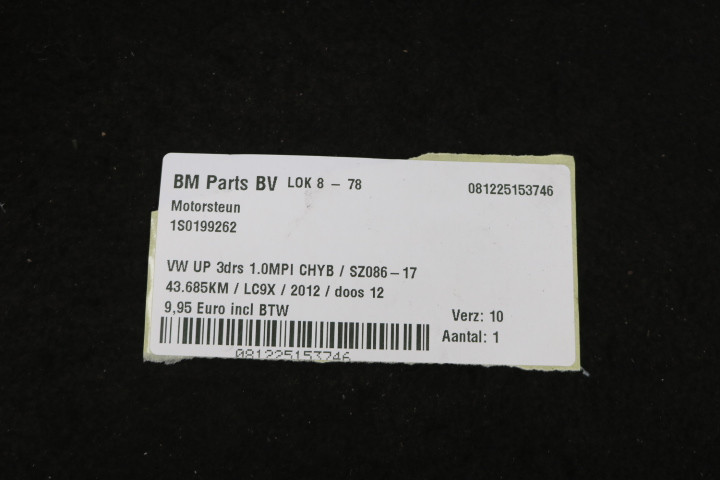 BM Parts BV LOK 8 - 78 081225153746
Motorsteun
1S0199262
VW UP 3drs 1.0MPI CHYB / SZ086-17
43.685KM / LC9X / 2012 / doos 12
9,95 Euro incl BTW Verz: 10
Aantal: 1
081225153746